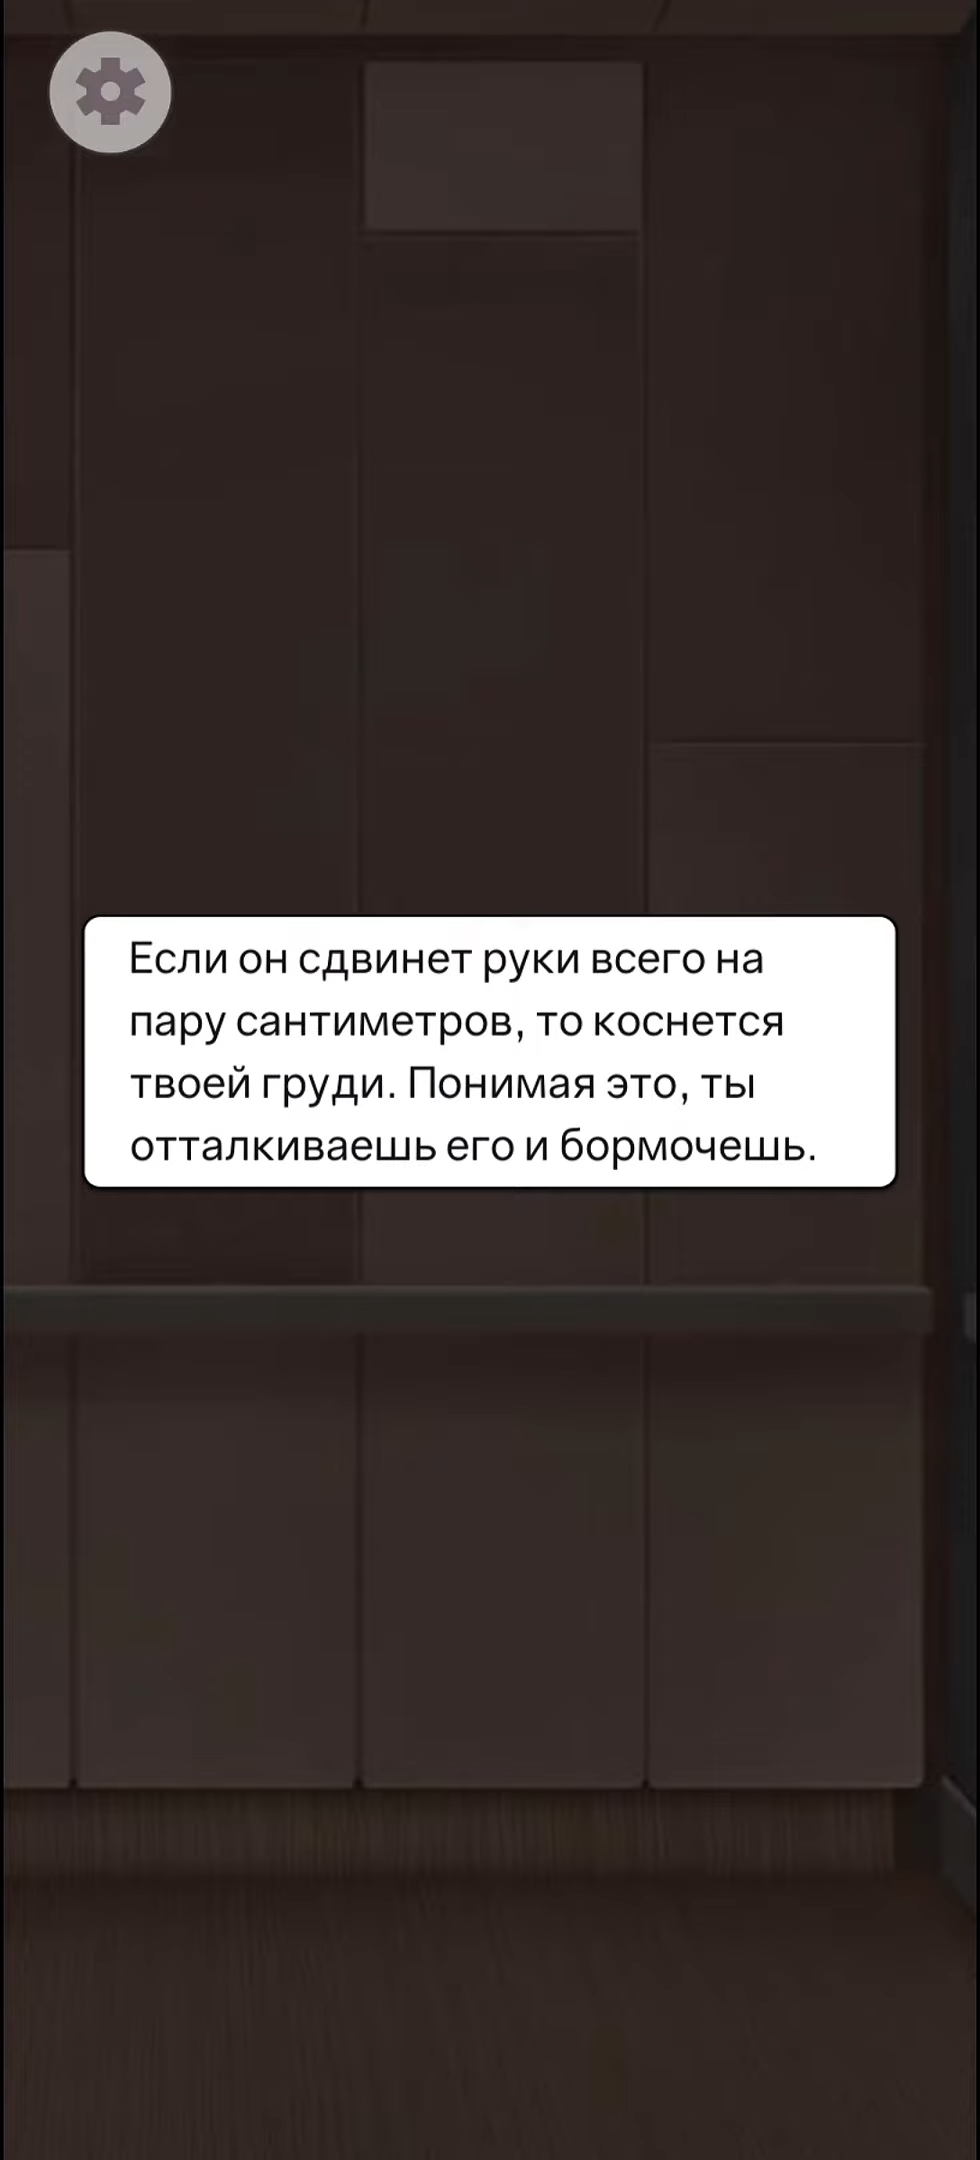 Если он сдвинет руки всего на
пару сантиметров, то коснется
твоей груди. Понимая это, ты
отталкиваешь его и бормочешь.